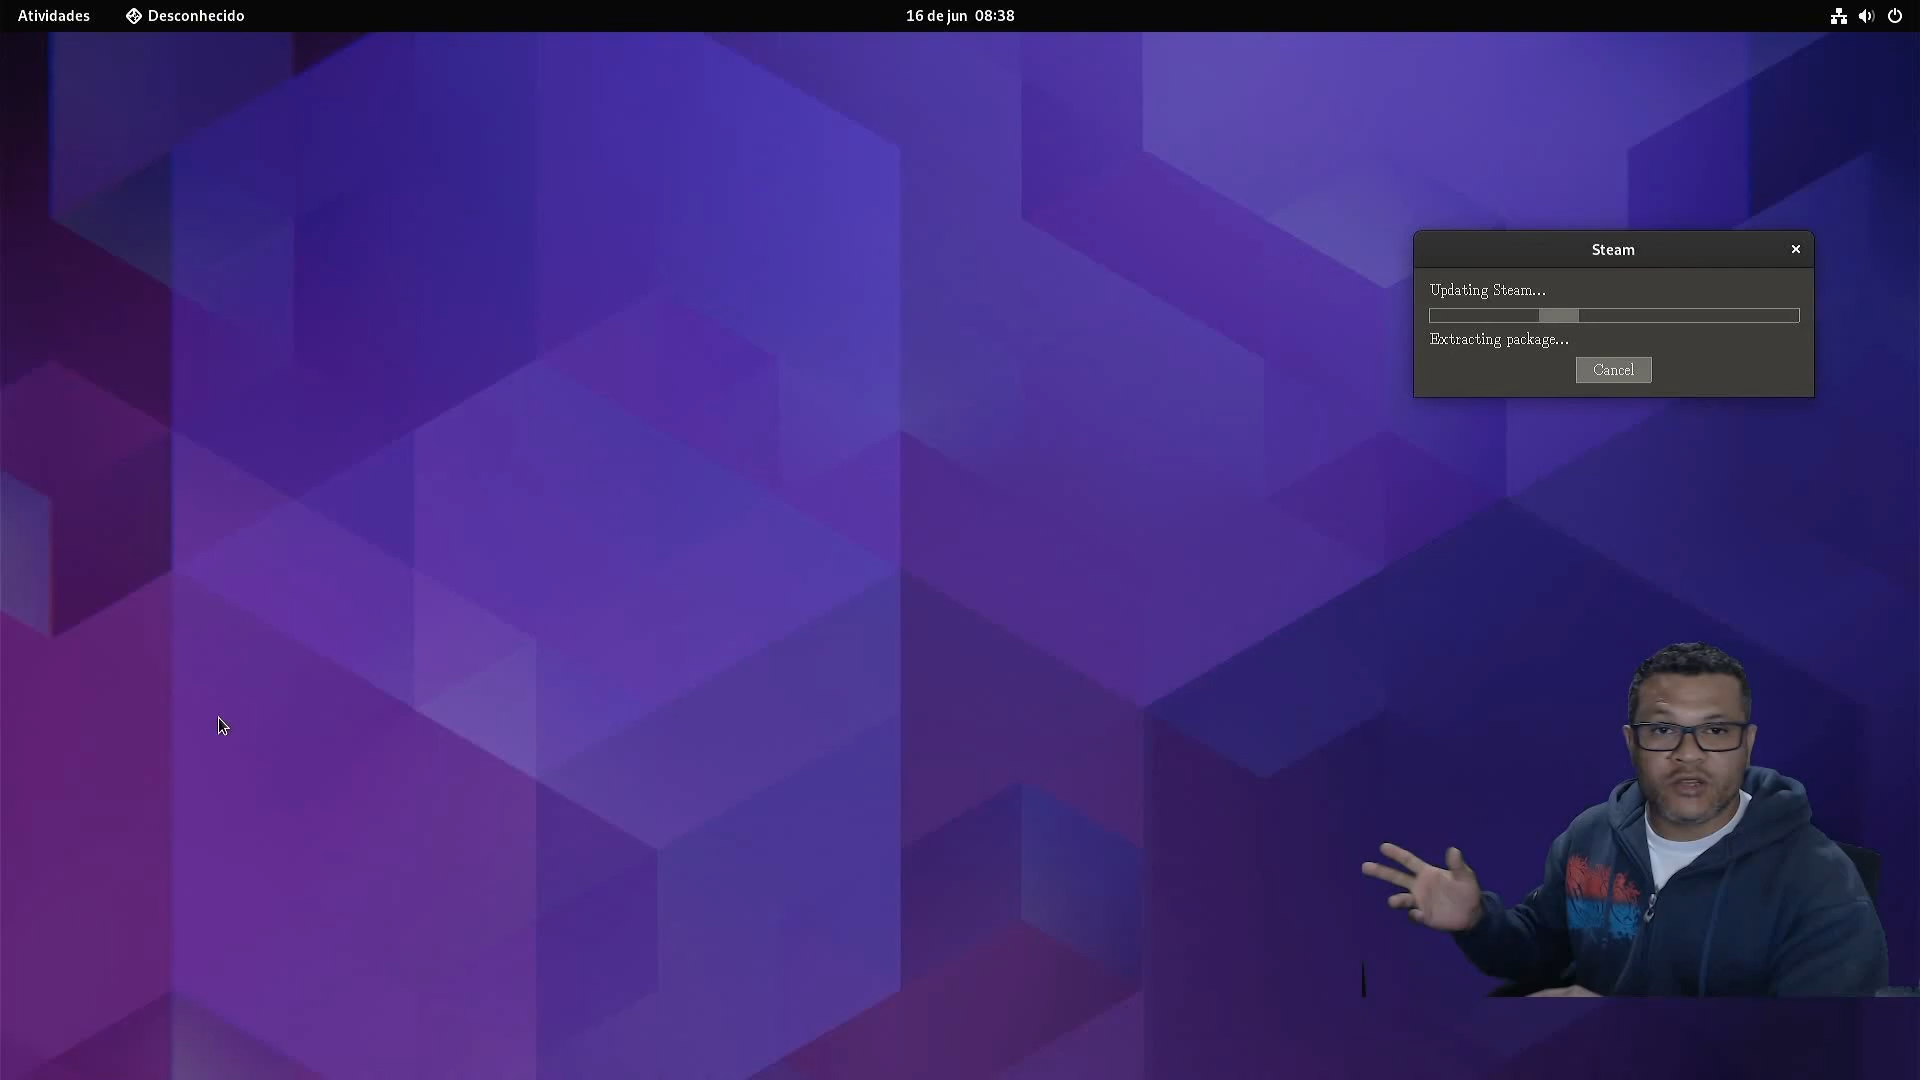 Atividades
Desconhecido
16 de jun 08:38
Steam
Updating Steam...
Extracting package...
Cancel